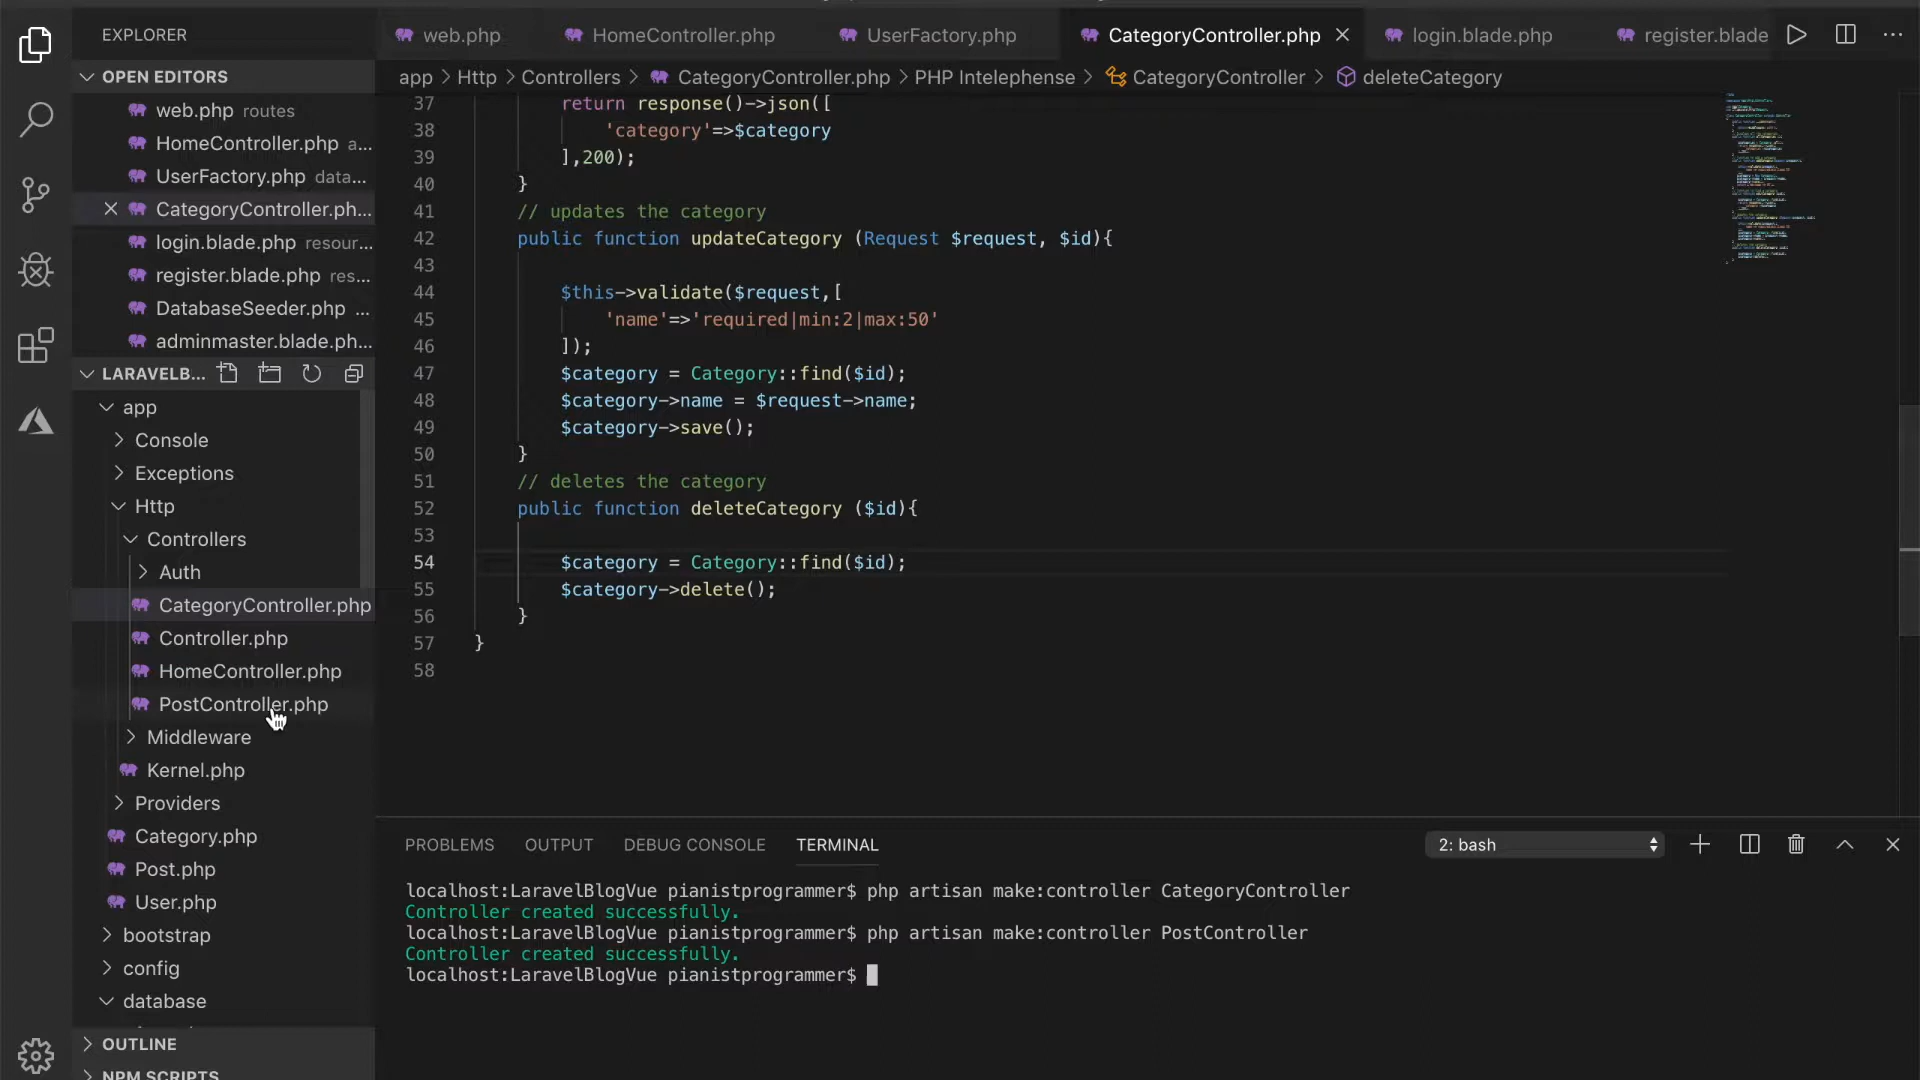 EXPLORER
OPEN EDITORS
web.php routes
HomeController.php a...
UserFactory.php data...
CategoryController.ph...
login.blade.php resour...
register.blade.php res...
DatabaseSeeder.php ...
adminmaster.blade.ph...
LARAVELB...
app
Console
Exceptions
Http
Controllers
Auth
CategoryController.php
Controller.php
HomeController.php
PostController.php
Middleware
Kernel.php
Providers
Category.php
Post.php
User.php
bootstrap
config
database
OUTLINE
NPM SCRIPTS
web.php HomeController.php UserFactory.php CategoryController.php login.blade.php register.blade
app > Http > Controllers > CategoryController.php > PHP Intelephense > CategoryController > deleteCategory
37 return response()->json([
38 'category'=>$category
39 ],200);
40 }
41 // updates the category
42 public function updateCategory (Request $request, $id){
43
44 $this->validate($request,[
45 'name'=>'required|min:2|max:50'
46 ]);
47 $category = Category::find($id);
48 $category->name = $request->name;
49 $category->save();
50 }
51 // deletes the category
52 public function deleteCategory ($id){
53
54 $category = Category::find($id);
55 $category->delete();
56 }
57 }
58
PROBLEMS OUTPUT DEBUG CONSOLE TERMINAL 2: bash
localhost:LaravelBlogVue pianistprogrammer$ php artisan make:controller CategoryController
Controller created successfully.
localhost:LaravelBlogVue pianistprogrammer$ php artisan make:controller PostController
Controller created successfully.
localhost:LaravelBlogVue pianistprogrammer$